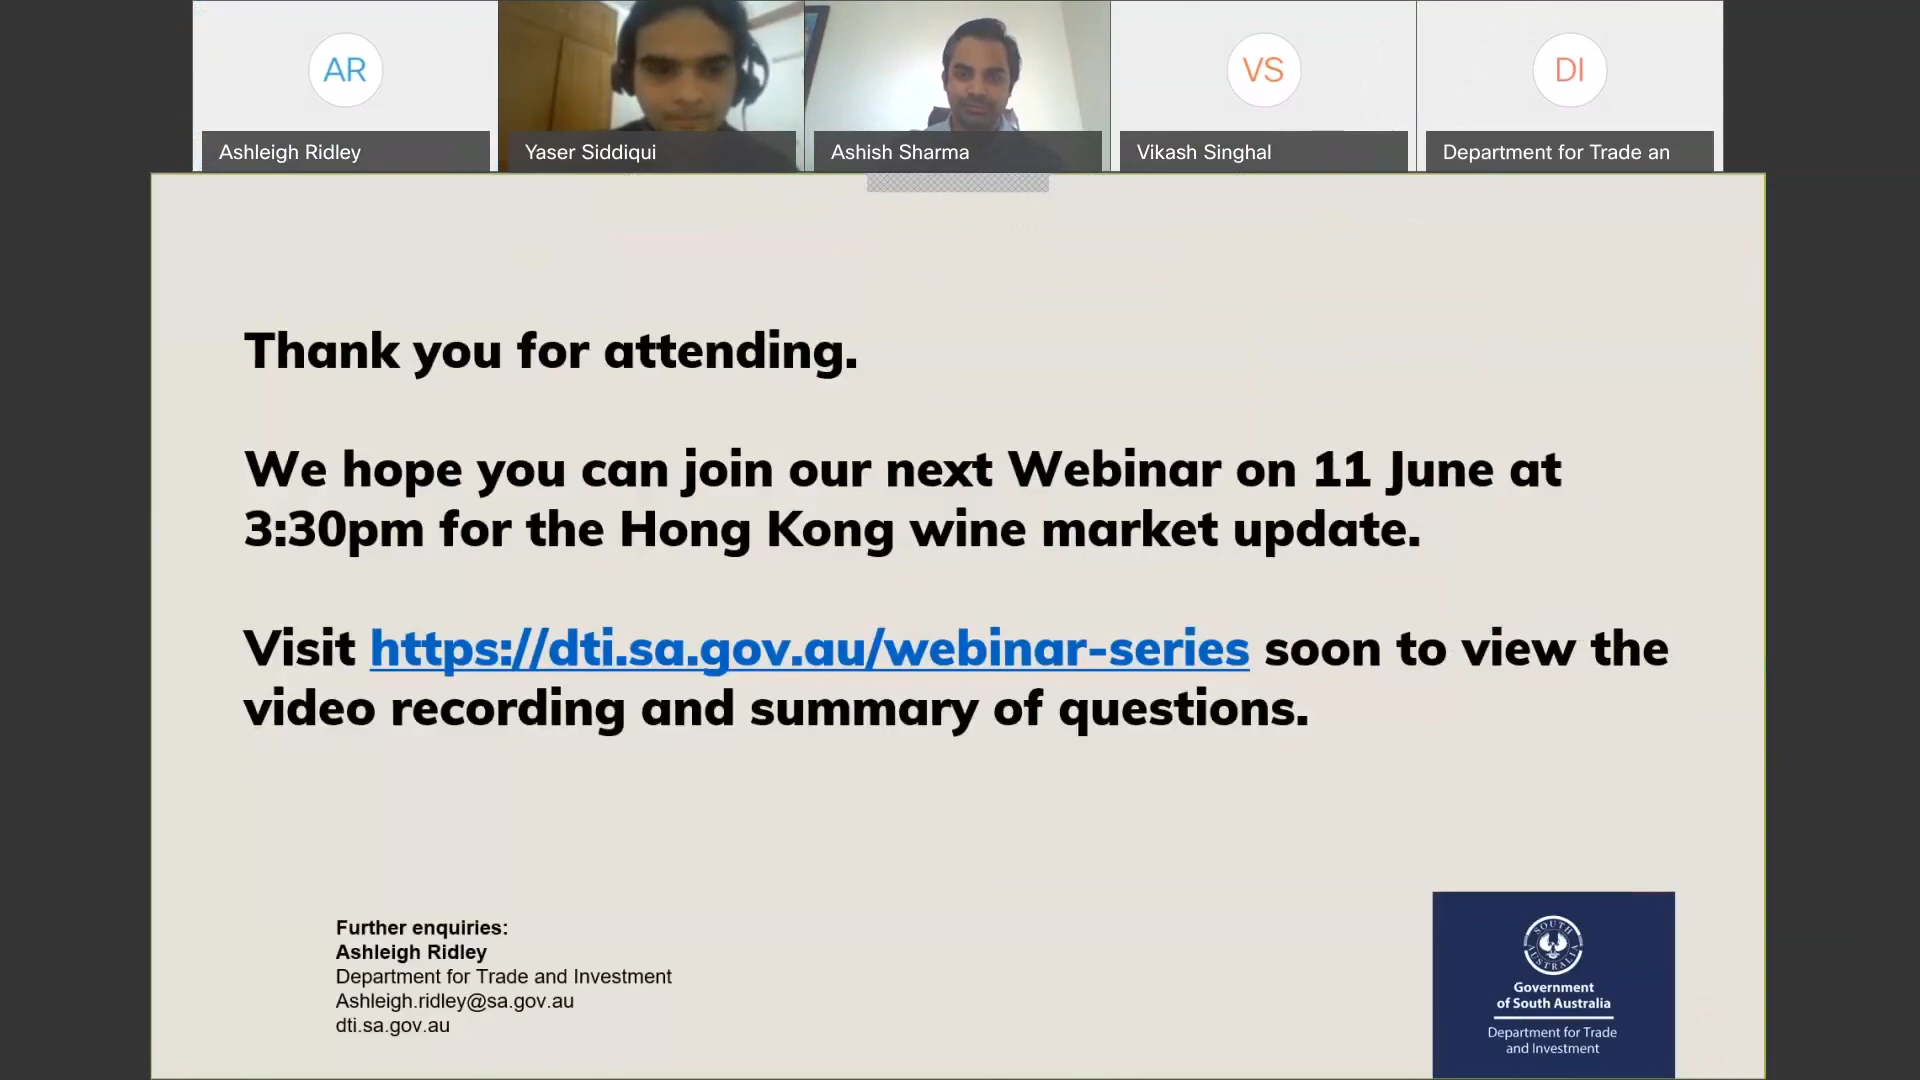 AR
VS
DI
Ashleigh Ridley
Yaser Siddiqui
Ashish Sharma
Vikash Singhal
Department for Trade an
Thank you for attending.
We hope you can join our next Webinar on 11 June at
3:30pm for the Hong Kong wine market update.
Visit https://dti.sa.gov.au/webinar-series soon to view the
video recording and summary of questions.
Further enquiries:
Ashleigh Ridley
Department for Trade and Investment
Ashleigh.ridley@sa.gov.au
dti.sa.gov.au
SOUTH
AUSTRALIA
Government
of South Australia
Department for Trade
and Investment